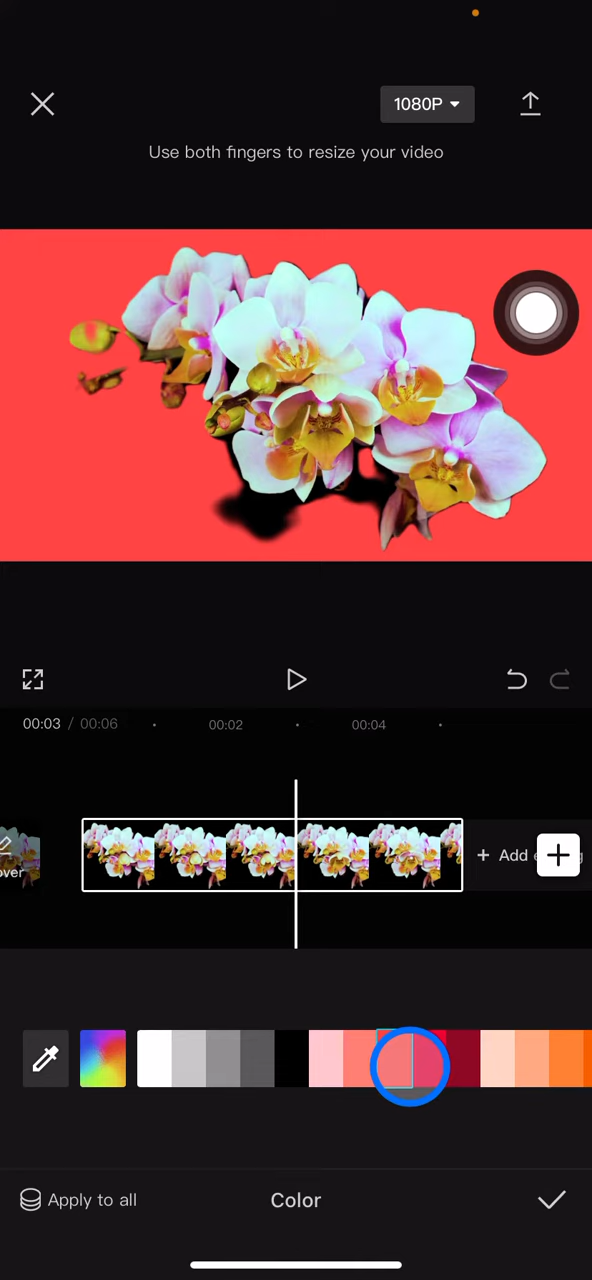 1080P
Use both fingers to resize your video
00:03 / 00:06
00:02
00:04
over
+ Add e
g
Apply to all
Color